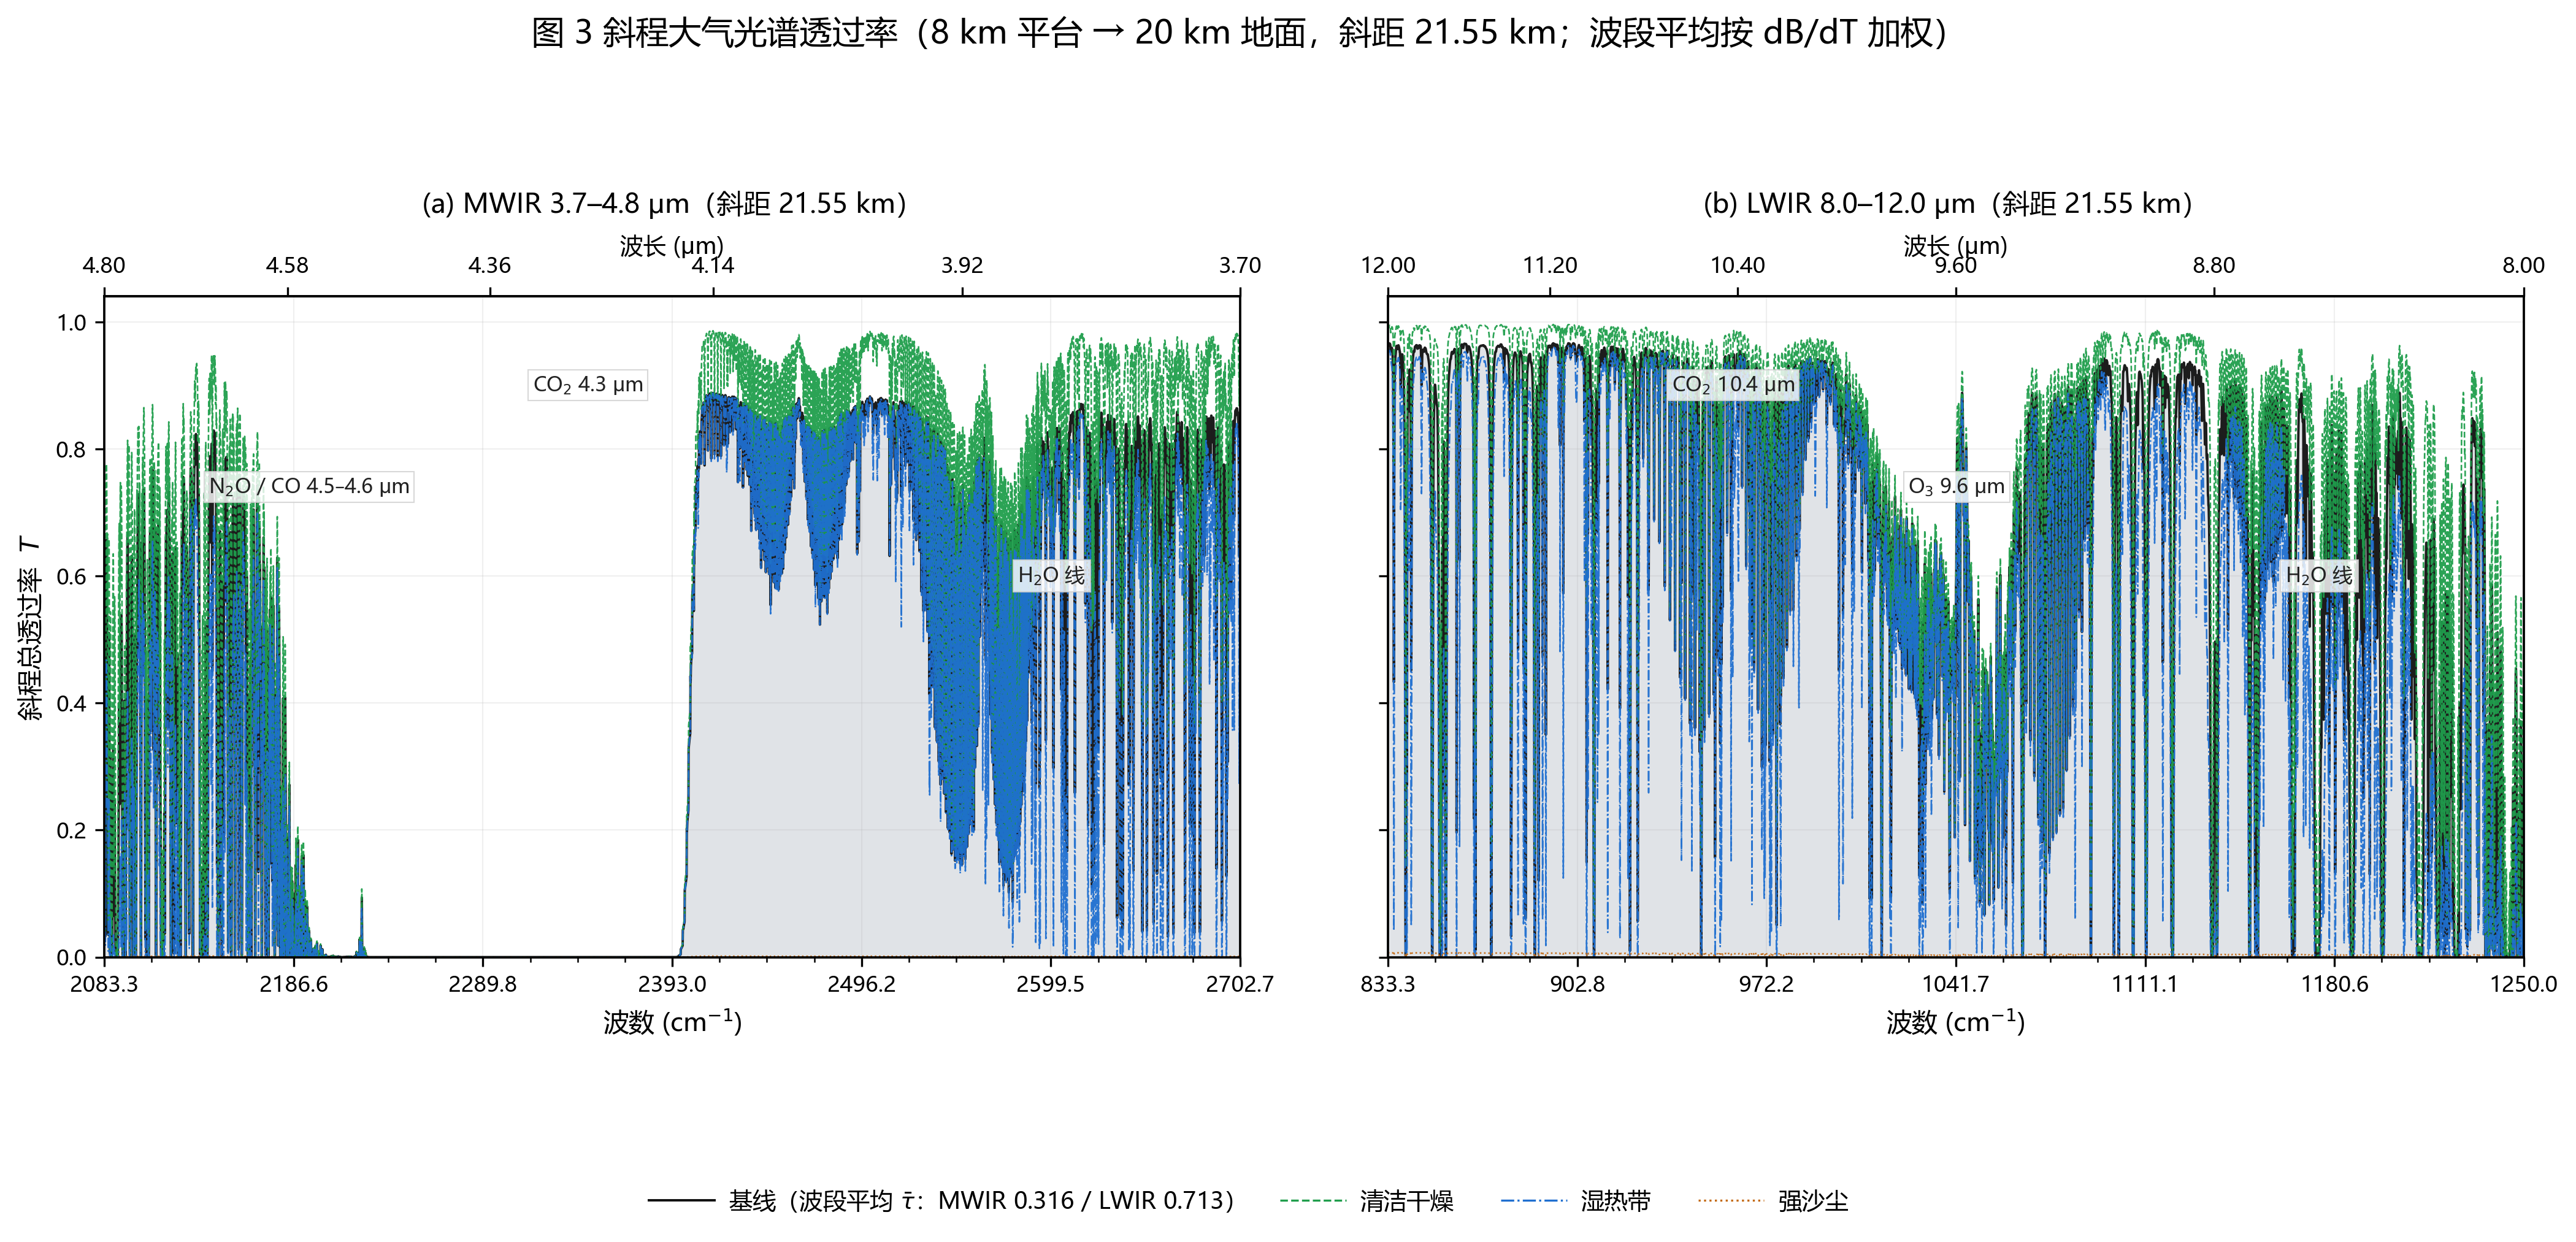 图 3 斜程大气光谱透过率（8 km 平台 → 20 km 地面，斜距 21.55 km；波段平均按 dB/dT 加权）
(a) MWIR 3.7–4.8 μm（斜距 21.55 km）
波长 (μm)
4.80 4.58 4.36 4.14 3.92 3.70
斜程总透过率 T
1.0
0.8
0.6
0.4
0.2
0.0
CO₂ 4.3 μm
N₂O / CO 4.5–4.6 μm
H₂O 线
2083.3 2186.6 2289.8 2393.0 2496.2 2599.5 2702.7
波数 (cm⁻¹)
(b) LWIR 8.0–12.0 μm（斜距 21.55 km）
波长 (μm)
12.00 11.20 10.40 9.60 8.80 8.00
CO₂ 10.4 μm
O₃ 9.6 μm
H₂O 线
833.3 902.8 972.2 1041.7 1111.1 1180.6 1250.0
波数 (cm⁻¹)
基线（波段平均 τ̄：MWIR 0.316 / LWIR 0.713） 清洁干燥 湿热带 强沙尘